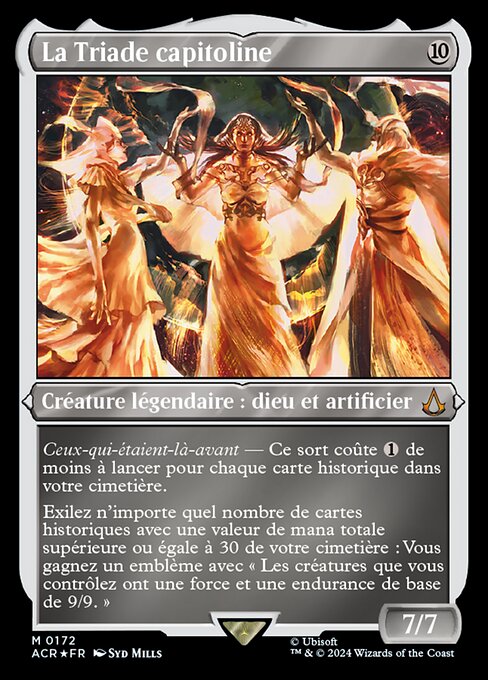 La Triade capitoline
10
Créature légendaire : dieu et artificier
Ceux-qui-étaient-là-avant — Ce sort coûte 1 de
moins à lancer pour chaque carte historique dans
votre cimetière.
Exilez n'importe quel nombre de cartes
historiques avec une valeur de mana totale
supérieure ou égale à 30 de votre cimetière : Vous
gagnez un emblème avec « Les créatures que vous
contrôlez ont une force et une endurance de base
de 9/9. »
7/7
M 0172
ACR★FR Syd Mills
© Ubisoft
™ & © 2024 Wizards of the Coast